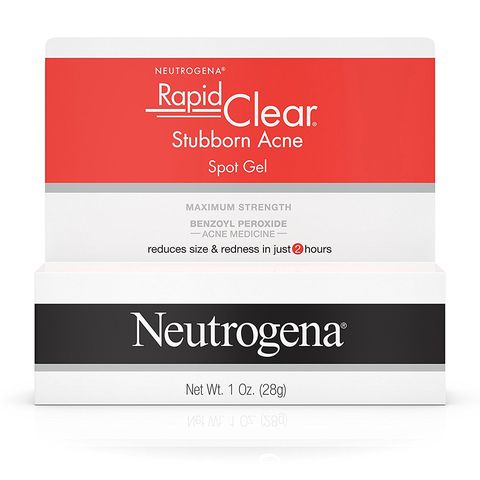 NEUTROGENA®
Rapid
Clear®
Stubborn Acne
Spot Gel
MAXIMUM STRENGTH
BENZOYL PEROXIDE
—ACNE MEDICINE—
reduces size & redness in just 2 hours
Neutrogena®
Net Wt. 1 Oz. (28g)